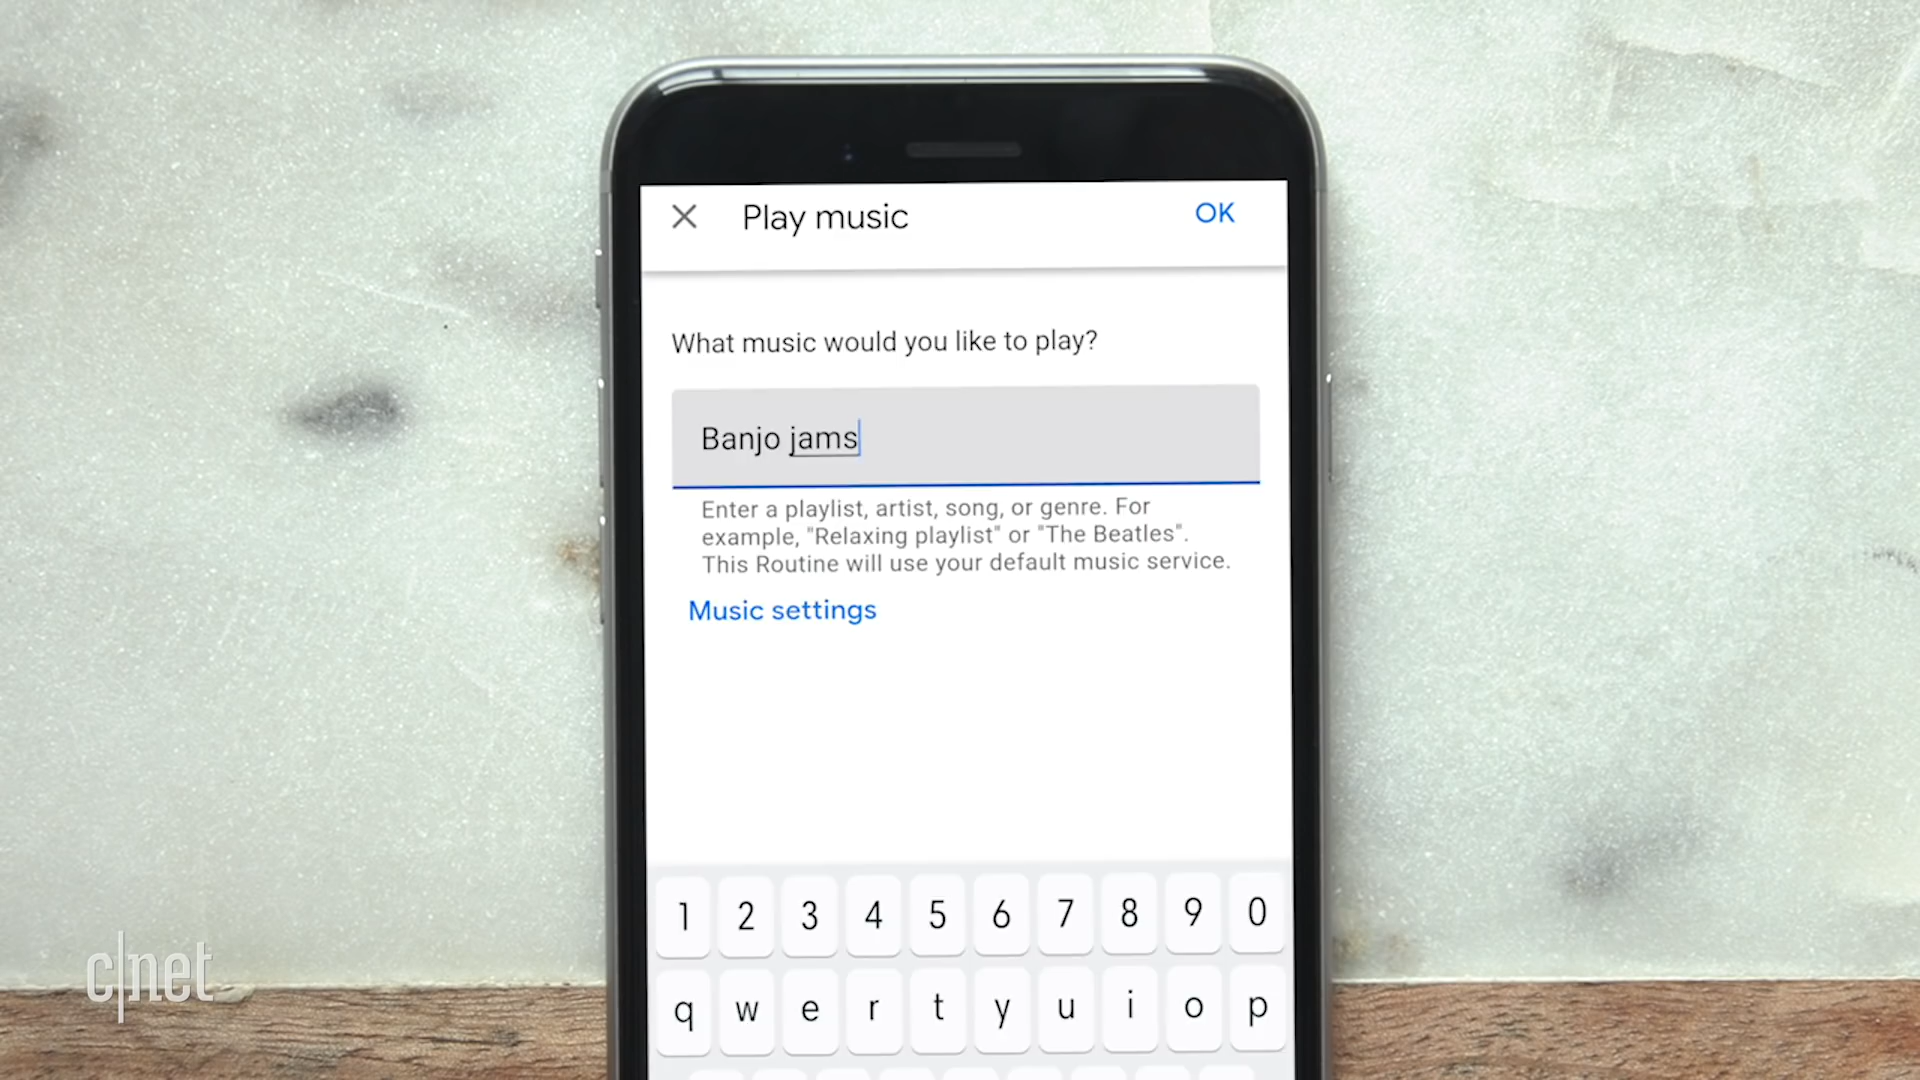 Play music
OK
What music would you like to play?
Banjo jams
Enter a playlist, artist, song, or genre. For
example, "Relaxing playlist" or "The Beatles".
This Routine will use your default music service.
Music settings
1 2 3 4 5 6 7 8 9 0
q w e r t y u i o p
c|net